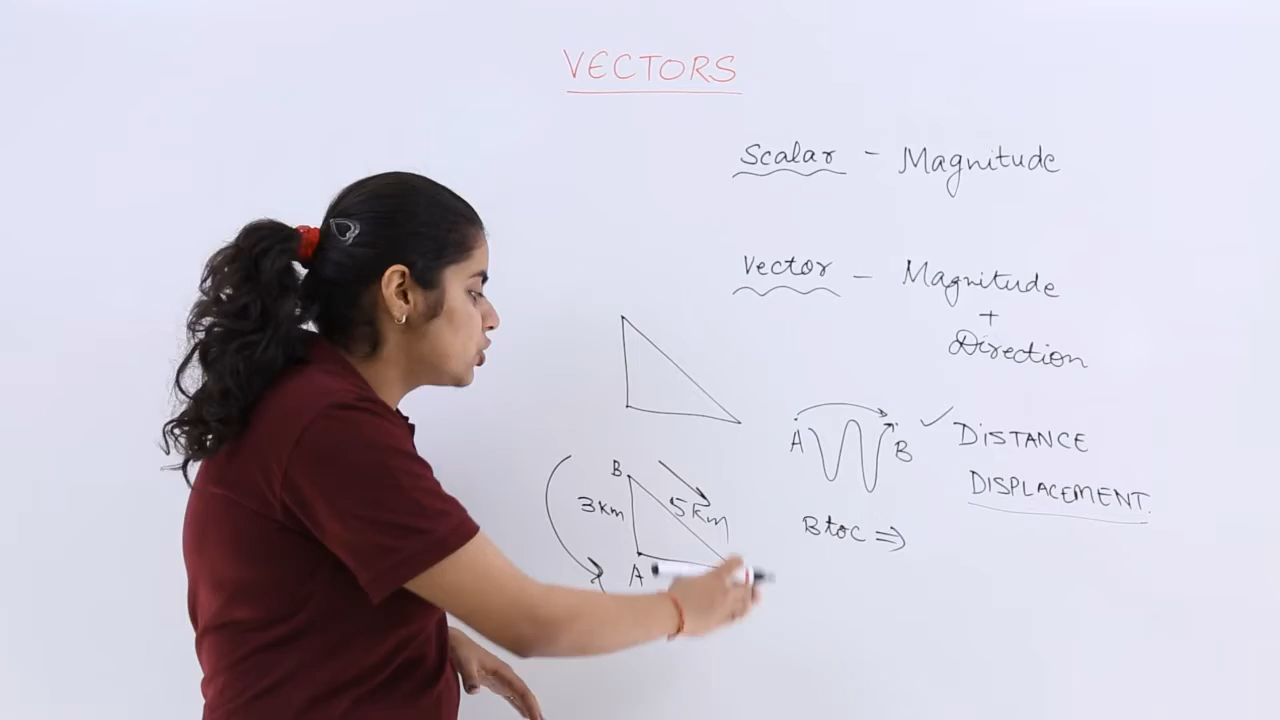 VECTORS
Scalar - Magnitude
Vector - Magnitude
+
Direction
A B ✓ DISTANCE
DISPLACEMENT.
B
3km 5km
A
B to C ⇒